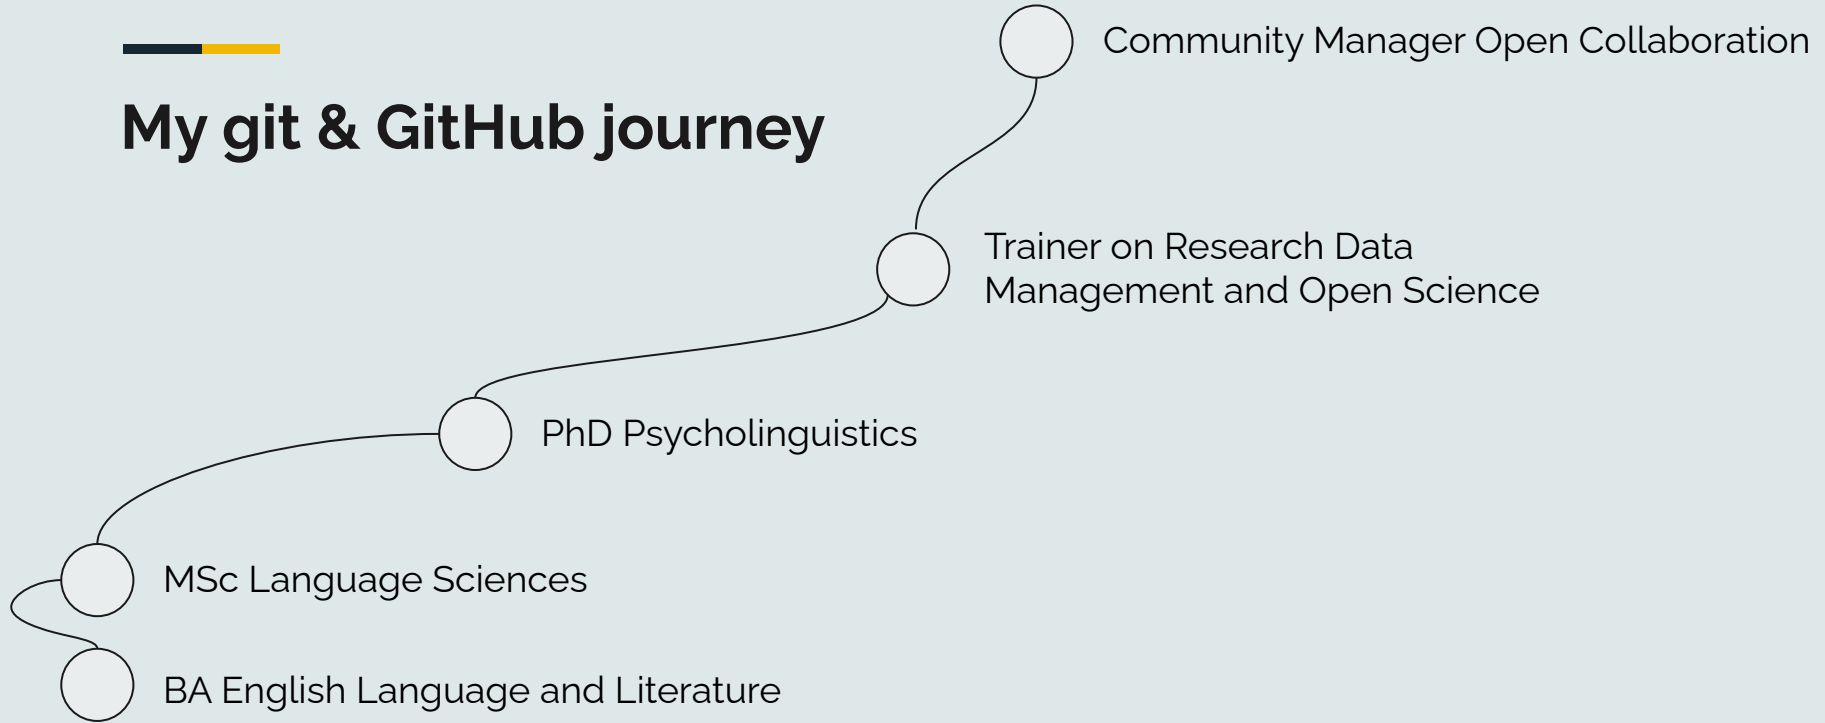 Community Manager Open Collaboration
My git & GitHub journey
Trainer on Research Data
Management and Open Science
PhD Psycholinguistics
MSc Language Sciences
BA English Language and Literature